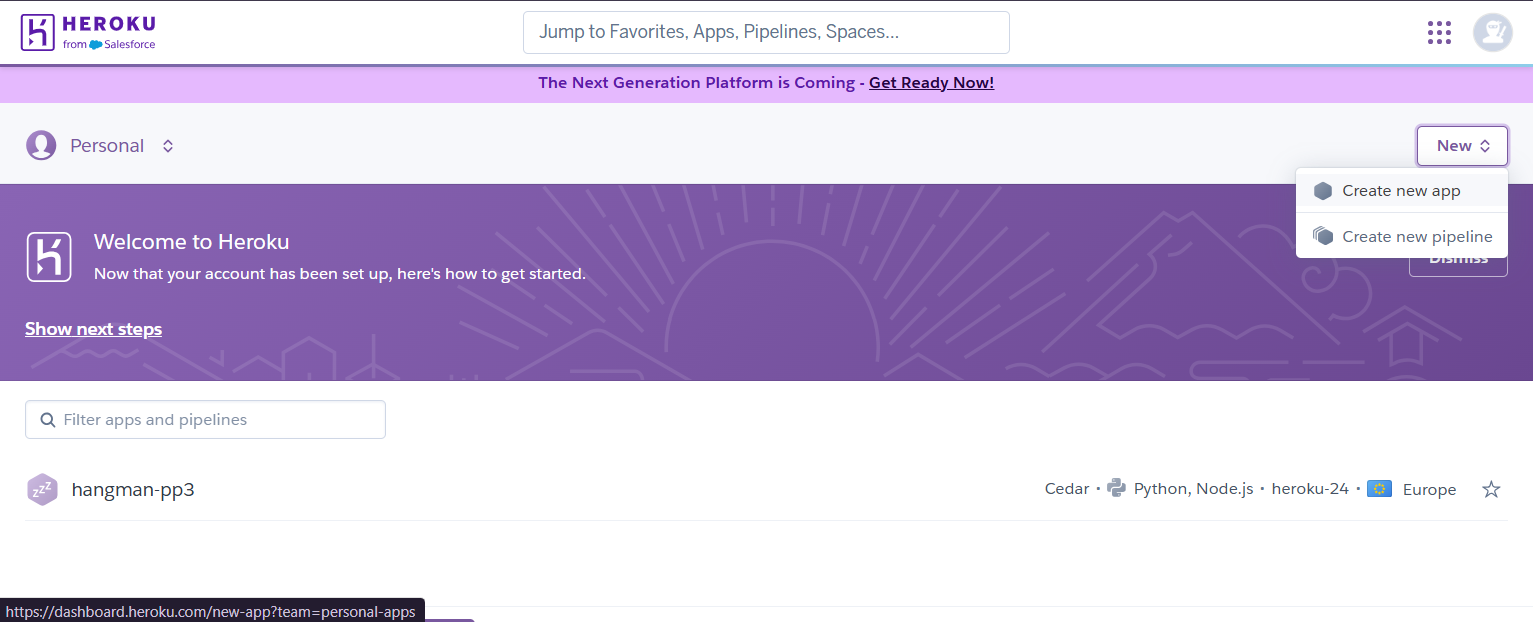 HEROKU
from Salesforce
Jump to Favorites, Apps, Pipelines, Spaces...
The Next Generation Platform is Coming - Get Ready Now!
Personal
New
Create new app
Create new pipeline
Dismiss
Welcome to Heroku
Now that your account has been set up, here's how to get started.
Show next steps
Filter apps and pipelines
zzz
hangman-pp3
Cedar • Python, Node.js • heroku-24 • Europe
https://dashboard.heroku.com/new-app?team=personal-apps